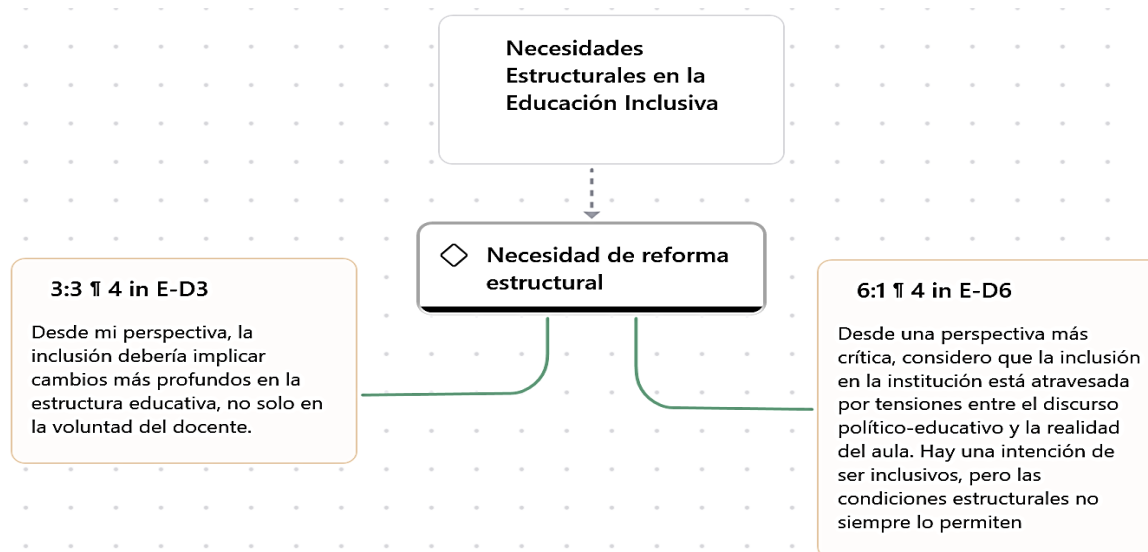 Necesidades
Estructurales en la
Educación Inclusiva
Necesidad de reforma
estructural
3:3 ¶ 4 in E-D3
Desde mi perspectiva, la
inclusión debería implicar
cambios más profundos en la
estructura educativa, no solo en
la voluntad del docente.
6:1 ¶ 4 in E-D6
Desde una perspectiva más
crítica, considero que la inclusión
en la institución está atravesada
por tensiones entre el discurso
político-educativo y la realidad
del aula. Hay una intención de
ser inclusivos, pero las
condiciones estructurales no
siempre lo permiten